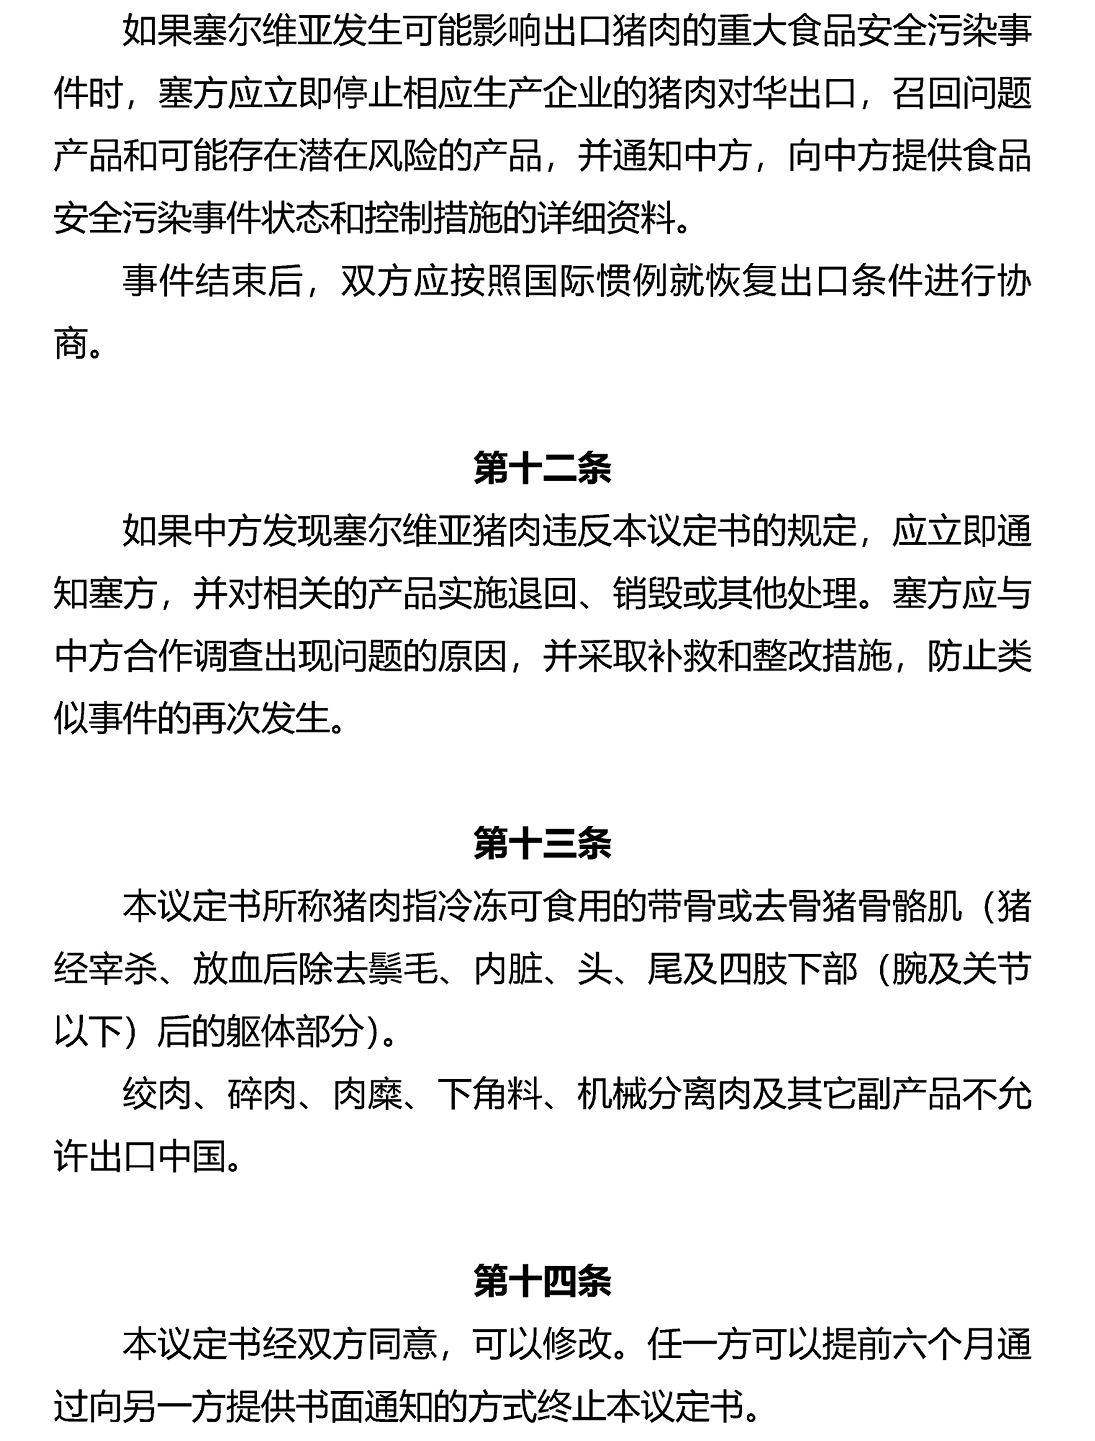 如果塞尔维亚发生可能影响出口猪肉的重大食品安全污染事
件时，塞方应立即停止相应生产企业的猪肉对华出口，召回问题
产品和可能存在潜在风险的产品，并通知中方，向中方提供食品
安全污染事件状态和控制措施的详细资料。
事件结束后，双方应按照国际惯例就恢复出口条件进行协
商。
第十二条
如果中方发现塞尔维亚猪肉违反本议定书的规定，应立即通
知塞方，并对相关的产品实施退回、销毁或其他处理。塞方应与
中方合作调查出现问题的原因，并采取补救和整改措施，防止类
似事件的再次发生。
第十三条
本议定书所称猪肉指冷冻可食用的带骨或去骨猪骨骼肌（猪
经宰杀、放血后除去鬃毛、内脏、头、尾及四肢下部（腕及关节
以下）后的躯体部分）。
绞肉、碎肉、肉糜、下角料、机械分离肉及其它副产品不允
许出口中国。
第十四条
本议定书经双方同意，可以修改。任一方可以提前六个月通
过向另一方提供书面通知的方式终止本议定书。